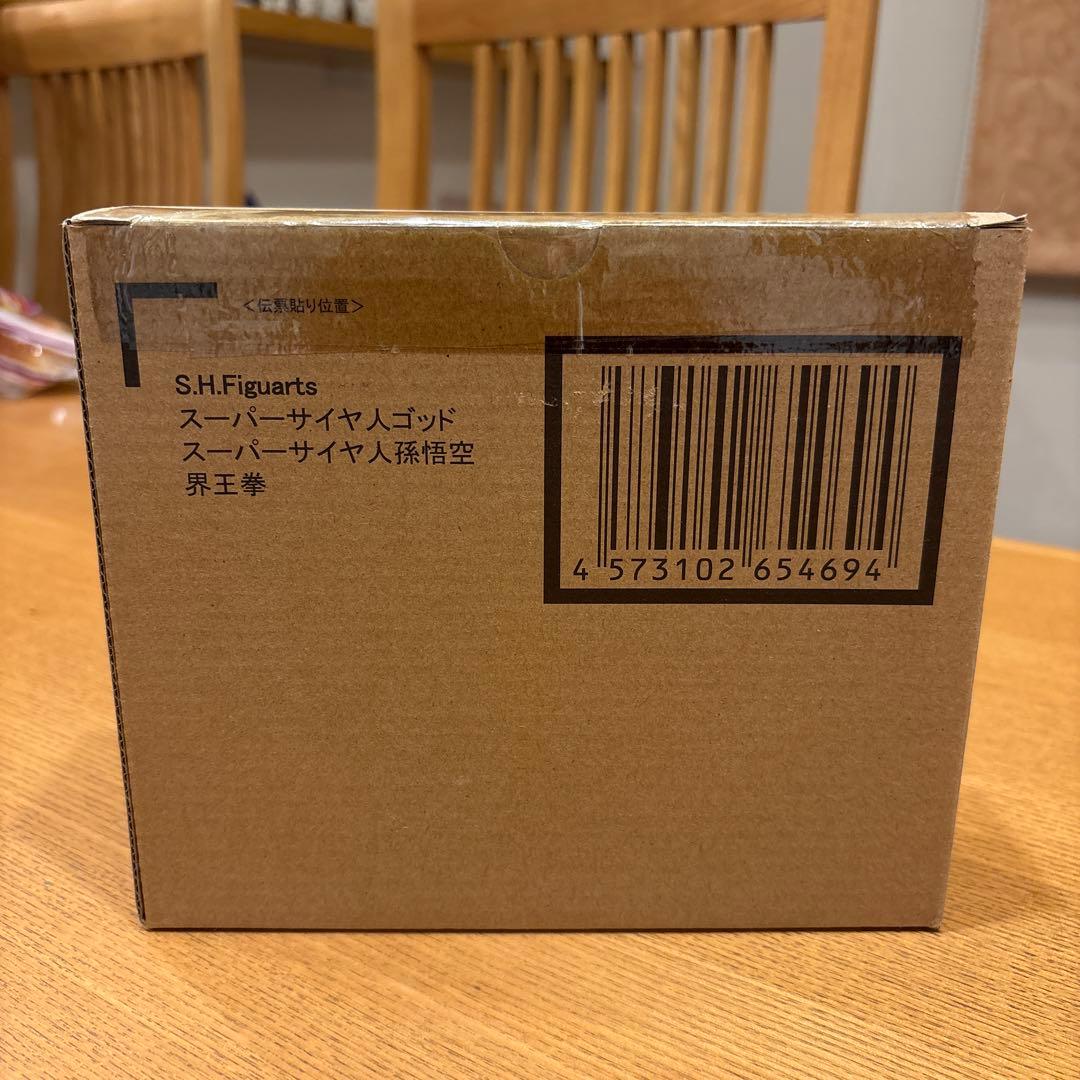 <伝票貼り位置>
S.H.Figuarts
スーパーサイヤ人ゴッド
スーパーサイヤ人孫悟空
界王拳
4 573102 654694